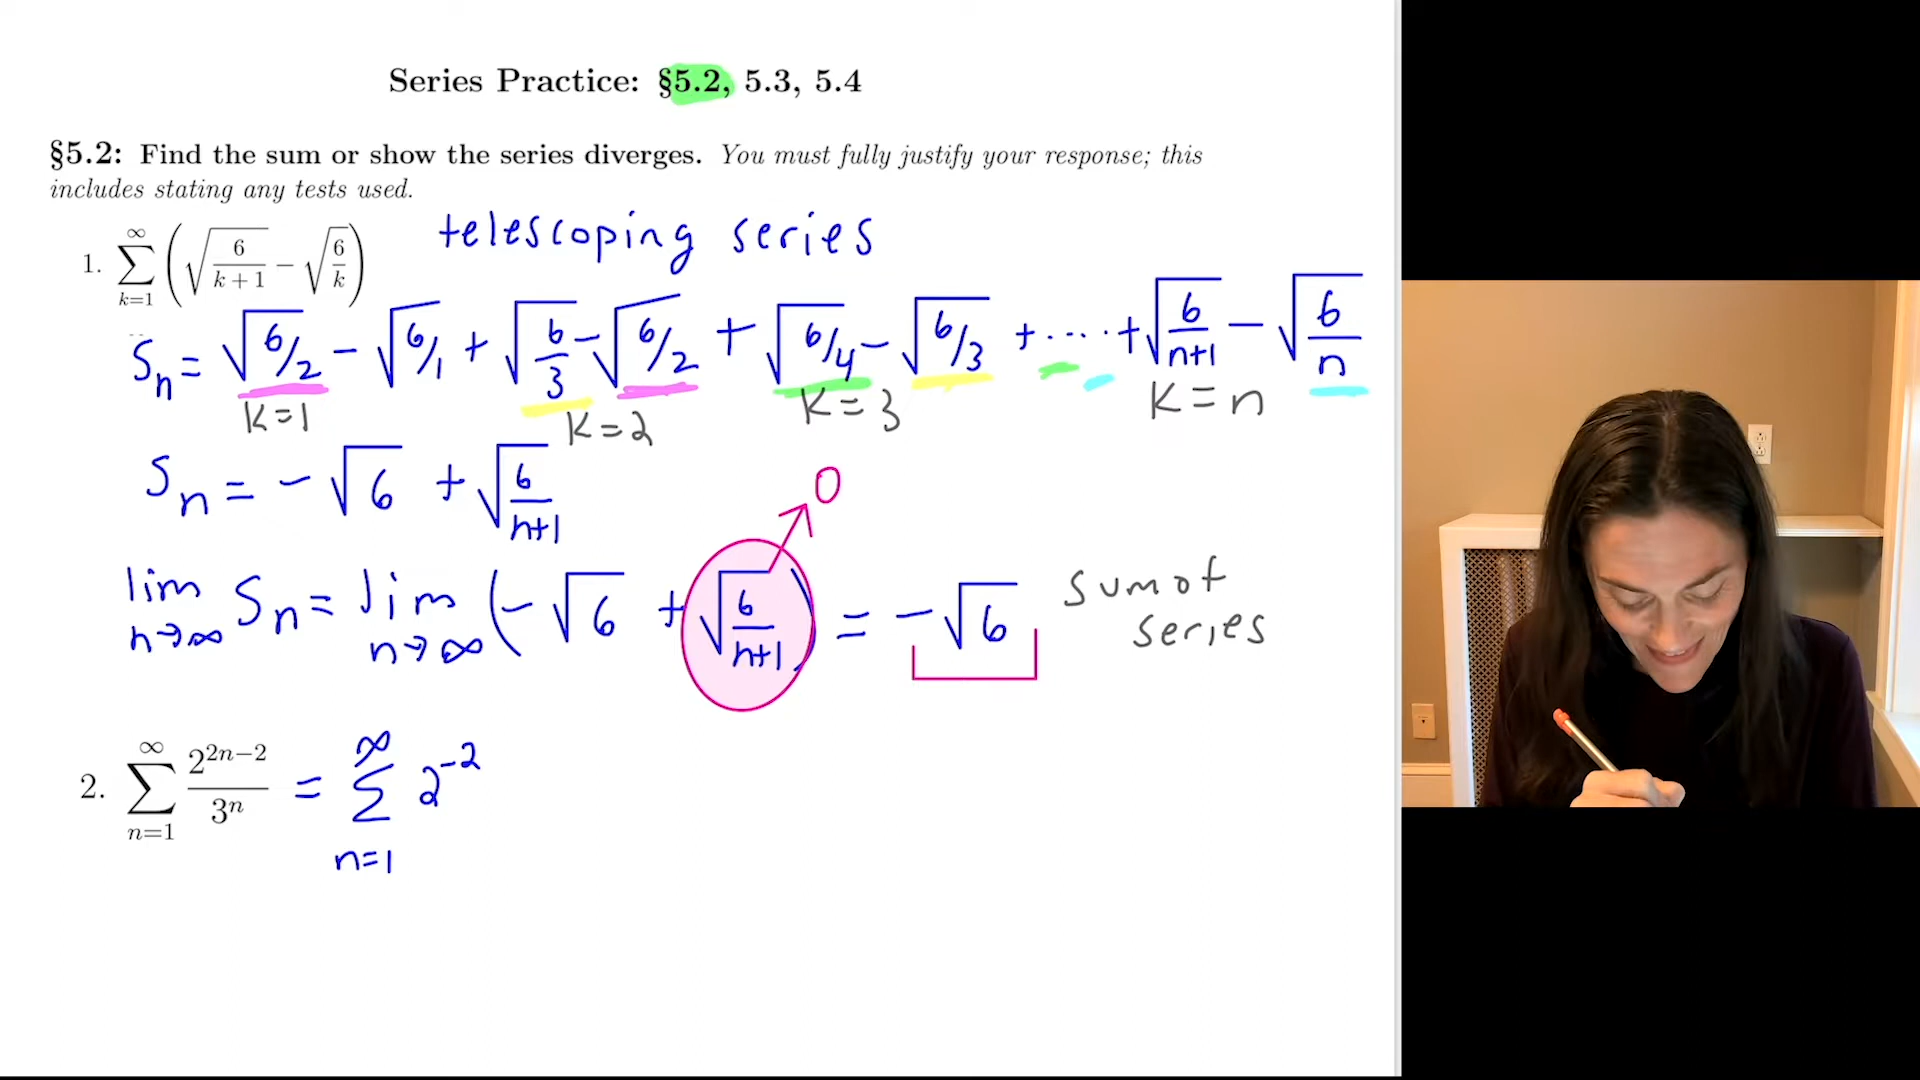 Series Practice: §5.2, 5.3, 5.4
§5.2: Find the sum or show the series diverges. You must fully justify your response; this
includes stating any tests used.
1. ∑_{k=1}^{∞} (√(6/(k+1)) − √(6/k)) telescoping series
S_n = √(6/2) − √(6/1) + √(6/3) − √(6/2) + √(6/4) − √(6/3) + ..... + √(6/(n+1)) − √(6/n)
K=1 K=2 K=3 K=n
S_n = −√6 + √(6/(n+1))
0
lim_{n→∞} S_n = lim_{n→∞} (−√6 + √(6/(n+1))) = −√6 sum of
series
2. ∑_{n=1}^{∞} 2^{2n−2}/3^n = ∑_{n=1}^{∞} 2^{−2}